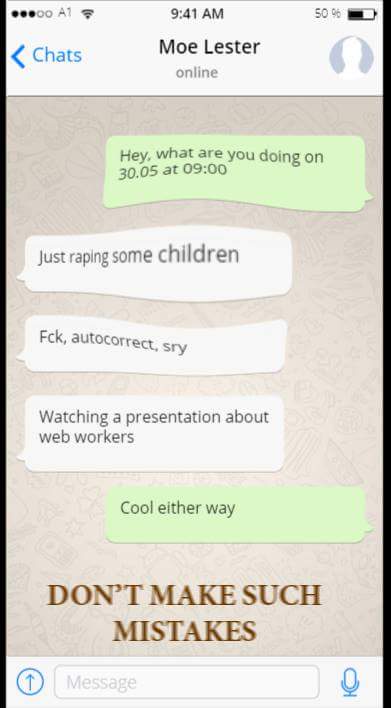 A1 9:41 AM 50 %
Chats Moe Lester
online
Hey, what are you doing on
30.05 at 09:00
Just raping some children
Fck, autocorrect, sry
Watching a presentation about
web workers
Cool either way
DON’T MAKE SUCH
MISTAKES
Message